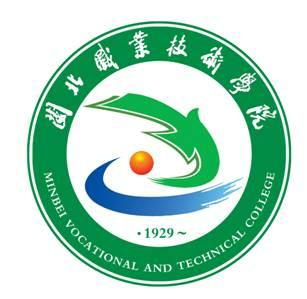 閩北職業技術學院
·1929~
MINBEI VOCATIONAL AND TECHNICAL COLLEGE